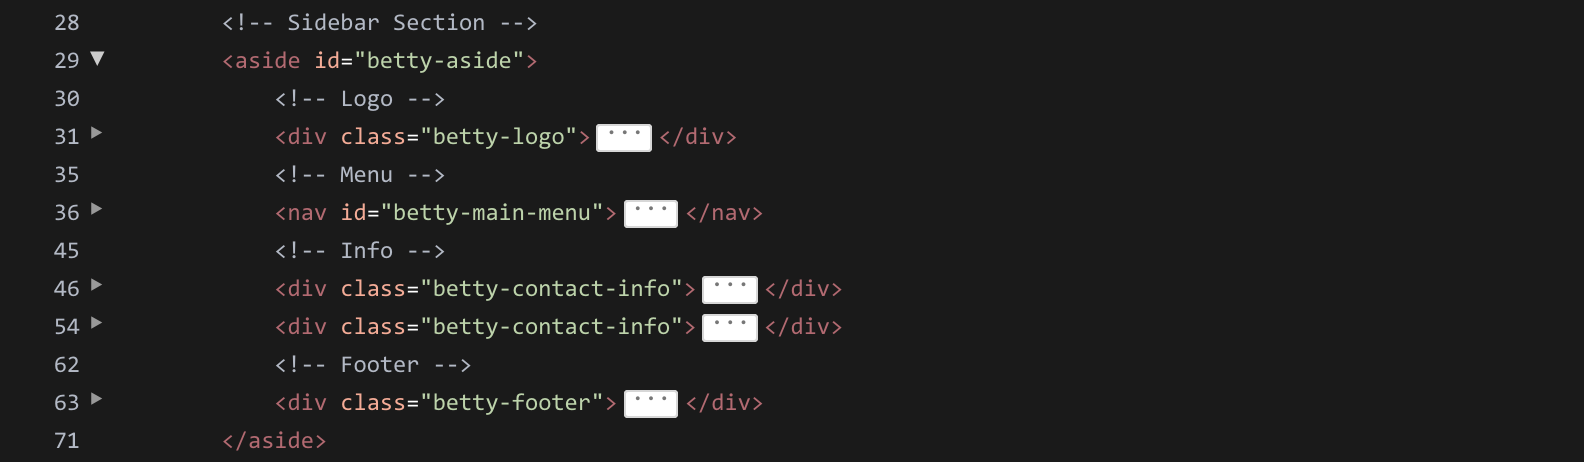 28 <!-- Sidebar Section -->
29 <aside id="betty-aside">
30 <!-- Logo -->
31 <div class="betty-logo">...</div>
35 <!-- Menu -->
36 <nav id="betty-main-menu">...</nav>
45 <!-- Info -->
46 <div class="betty-contact-info">...</div>
54 <div class="betty-contact-info">...</div>
62 <!-- Footer -->
63 <div class="betty-footer">...</div>
71 </aside>